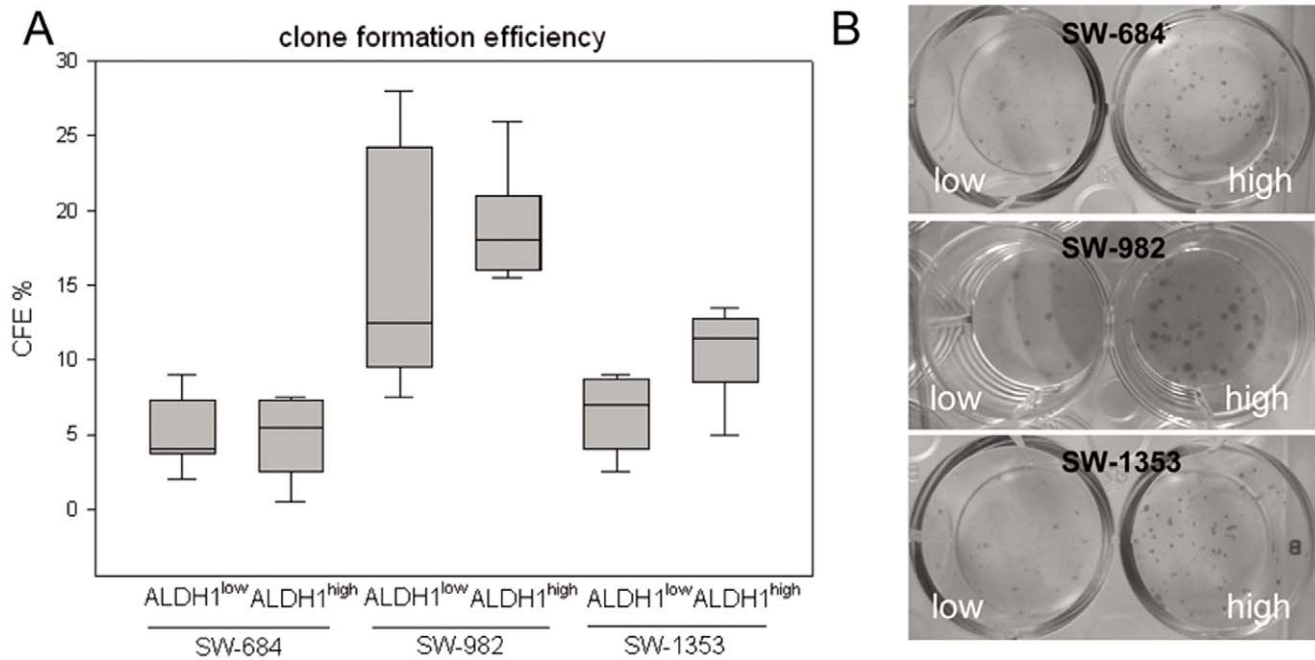 A
clone formation efficiency
30
25
20
15
10
5
0
CFE %
ALDH1low ALDH1high ALDH1low ALDH1high ALDH1low ALDH1high
SW-684 SW-982 SW-1353
B
SW-684
low high
SW-982
low high
SW-1353
low high